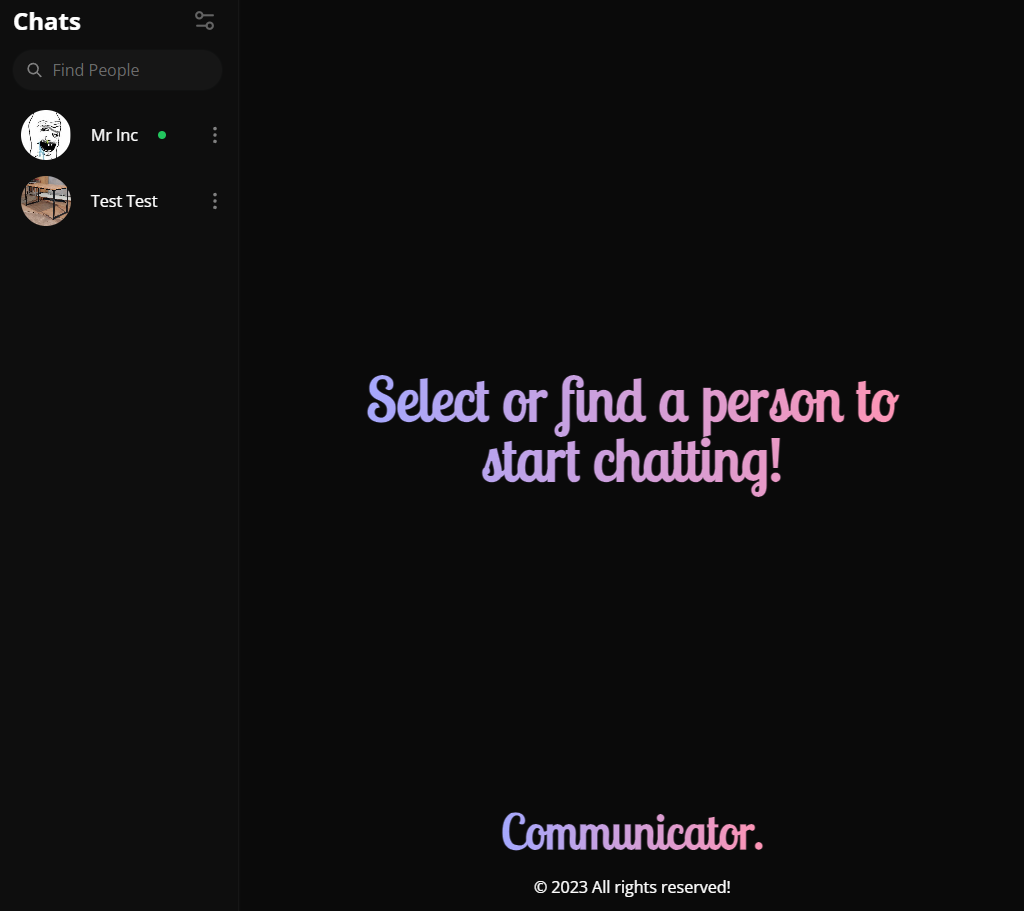 Chats
Find People
Mr Inc
Test Test
Select or find a person to
start chatting!
Communicator.
© 2023 All rights reserved!